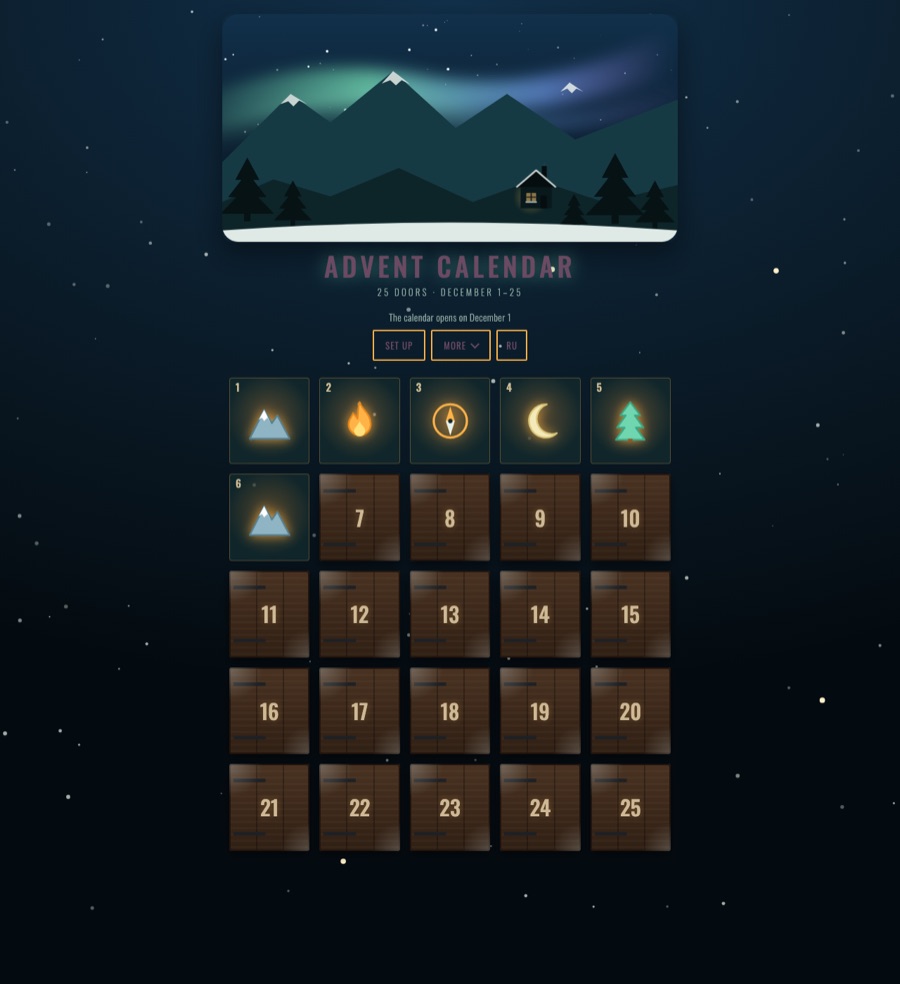 ADVENT CALENDAR
25 DOORS · DECEMBER 1–25
The calendar opens on December 1
SET UP MORE RU
1 2 3 4 5
6 7 8 9 10
11 12 13 14 15
16 17 18 19 20
21 22 23 24 25